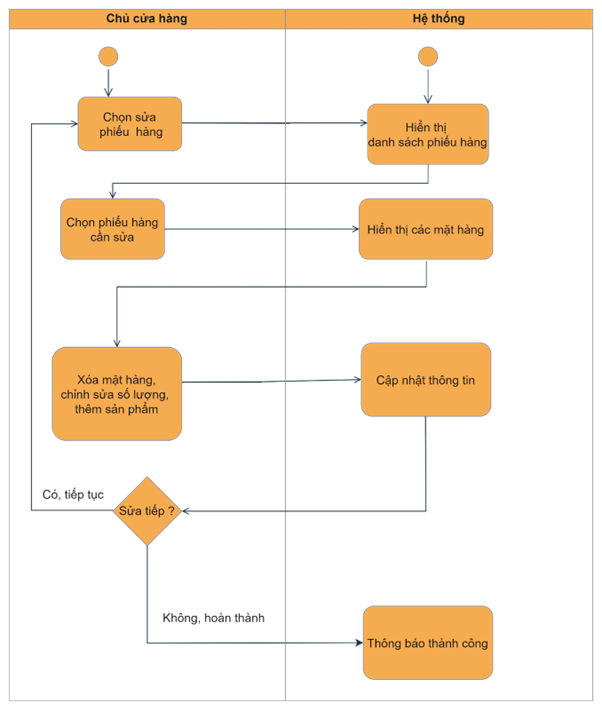 Chủ cửa hàng
Hệ thống
Chọn sửa
phiếu hàng
Hiển thị
danh sách phiếu hàng
Chọn phiếu hàng
cần sửa
Hiển thị các mặt hàng
Xóa mặt hàng,
chỉnh sửa số lượng,
thêm sản phẩm
Cập nhật thông tin
Có, tiếp tục
Sửa tiếp ?
Không, hoàn thành
Thông báo thành công